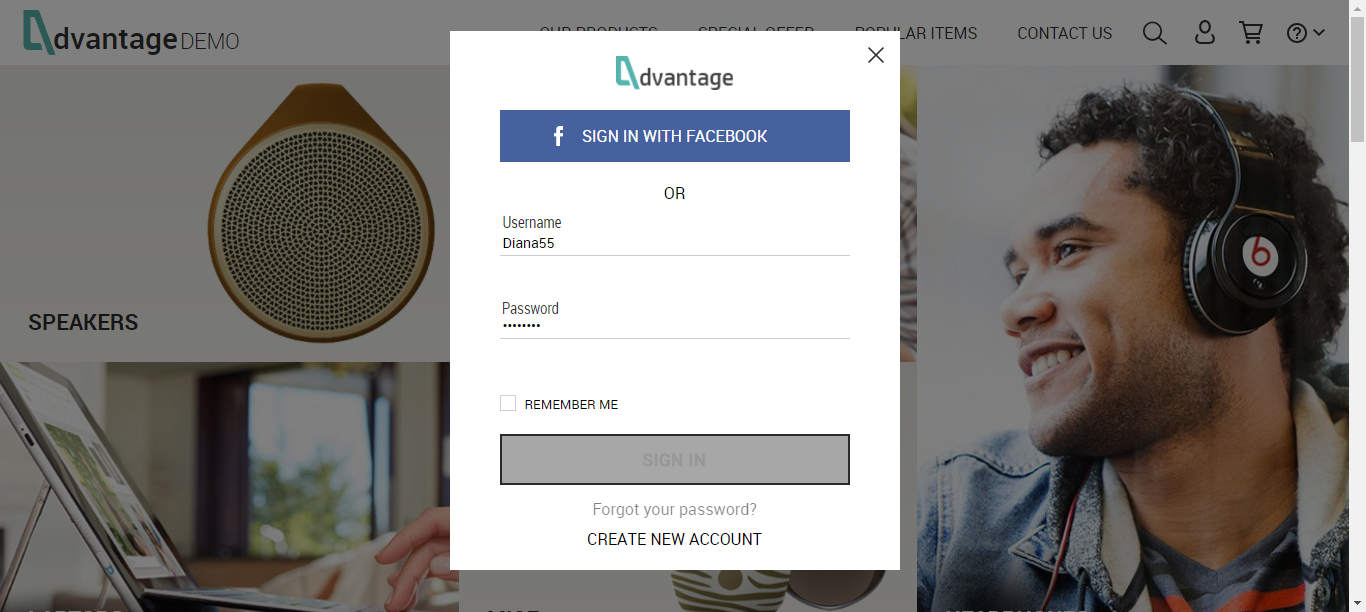 dvantage DEMO
OUR PRODUCTS SPECIAL OFFER POPULAR ITEMS CONTACT US
dvantage
SIGN IN WITH FACEBOOK
OR
Username
Diana55
Password
••••••••
REMEMBER ME
SIGN IN
Forgot your password?
CREATE NEW ACCOUNT
SPEAKERS